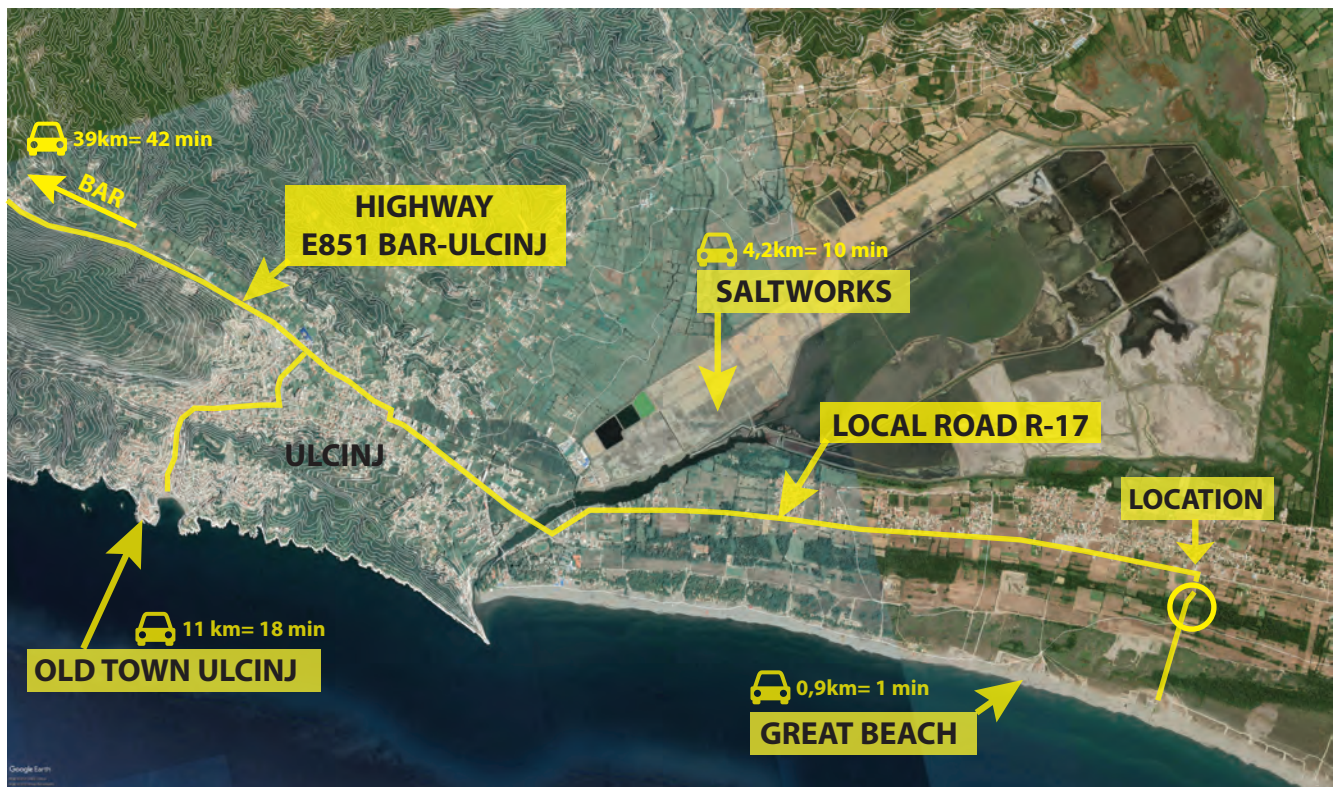 39km= 42 min
BAR
HIGHWAY
E851 BAR-ULCINJ
4,2km= 10 min
SALTWORKS
LOCAL ROAD R-17
ULCINJ
LOCATION
11 km= 18 min
OLD TOWN ULCINJ
0,9km= 1 min
GREAT BEACH
Google Earth